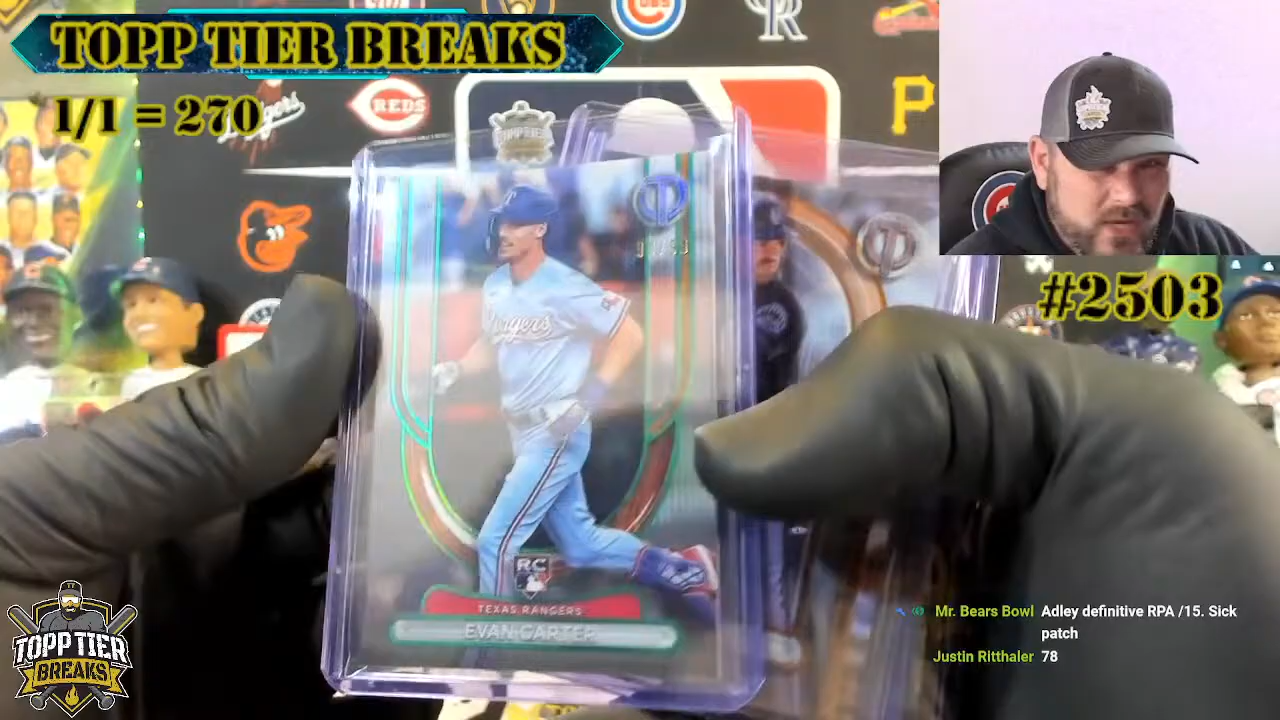 TOPP TIER BREAKS
1/1 = 270
Dodgers
REDS
P
#2503
Rangers
RC
TEXAS RANGERS
EVAN CARTER
Mr. Bears Bowl Adley definitive RPA /15. Sick
patch
Justin Ritthaler 78
TOPP TIER
BREAKS